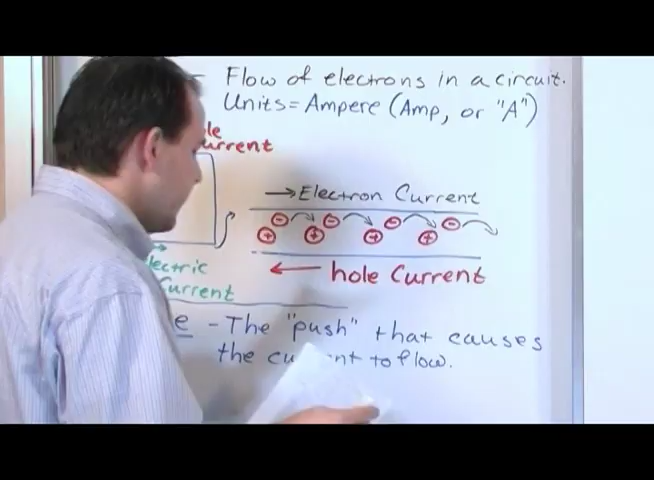 Flow of electrons in a circuit.
Units = Ampere (Amp, or "A")
le
urrent
→ Electron Current
- - - -
+ + + +
← hole Current
lectric
Current
e - The "push" that causes
the cu nt to flow.